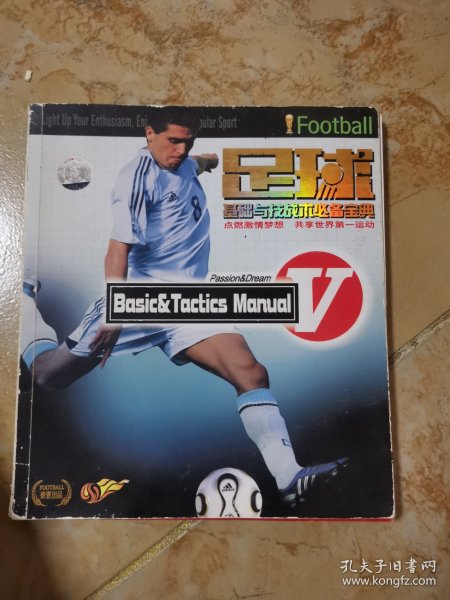 Light Up Your Enthusiasm, Enj
pular Sport
Football
足球
基础与技战术必备宝典
点燃激情梦想 共享世界第一运动
8
Passion&Dream
Basic&Tactics Manual
V
FOOTBALL
adidas
孔夫子旧书网
www.kongfz.com